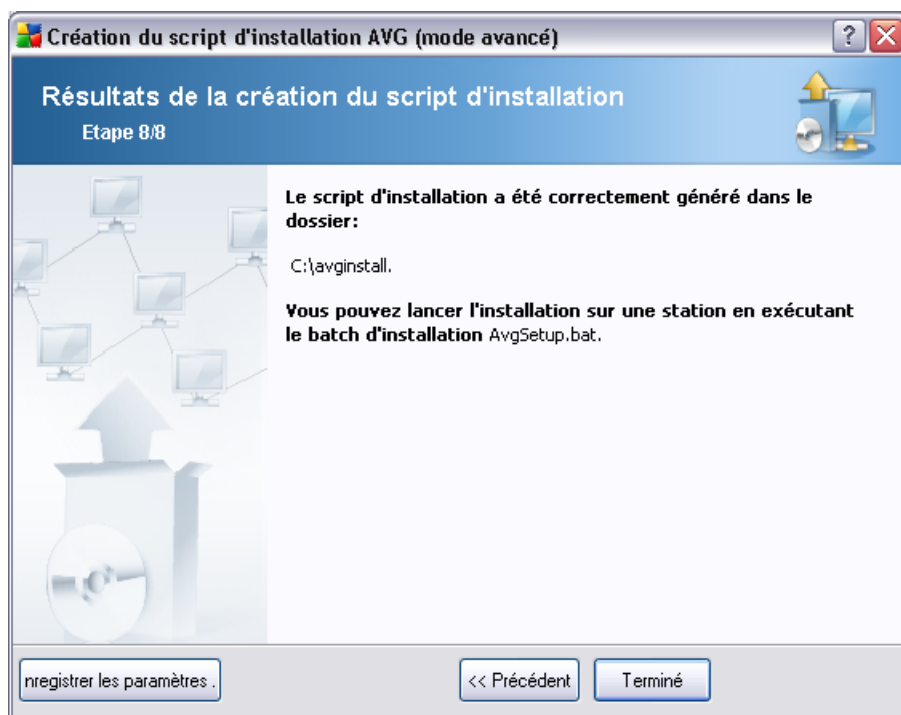 Création du script d'installation AVG (mode avancé)
Résultats de la création du script d'installation
Etape 8/8
Le script d'installation a été correctement généré dans le
dossier:
C:\avginstall.
Vous pouvez lancer l'installation sur une station en exécutant
le batch d'installation AvgSetup.bat.
nregistrer les paramètres .
<< Précédent
Terminé